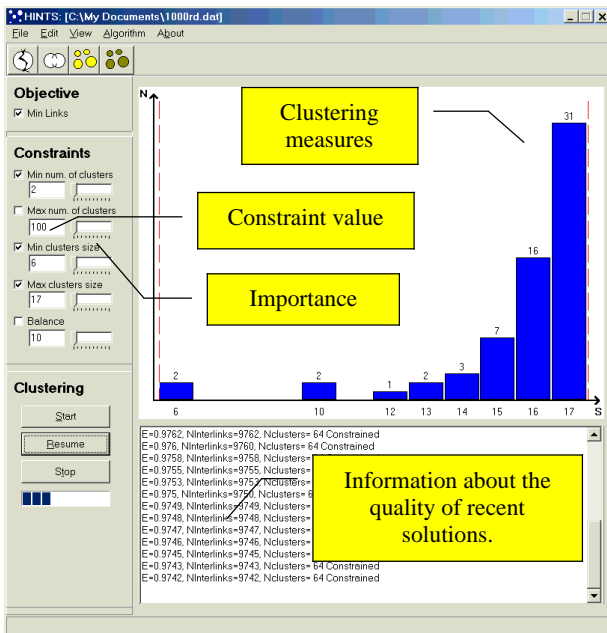 HINTS: [C:\My Documents\1000rd.dat]
File Edit View Algorithm About
Objective
Min Links
Constraints
Min num. of clusters
2
Max num. of clusters
100
Min clusters size
6
Max clusters size
17
Balance
10
Clustering
Start
Resume
Stop
N
Clustering
measures
Constraint value
Importance
2 2 1 2 3 7 16 31
6 10 12 13 14 15 16 17 S
E=0.9762, NInterlinks=9762, Nclusters= 64 Constrained
E=0.976, NInterlinks=9760, Nclusters= 64 Constrained
E=0.9758, NInterlinks=9758, Nclusters= 64 Constrained
E=0.9755, NInterlinks=9755, Nclusters=
E=0.9753, NInterlinks=9753, Nclusters=
E=0.975, NInterlinks=9750, Nclusters= 6
E=0.9749, NInterlinks=9749, Nclusters=
E=0.9748, NInterlinks=9748, Nclusters=
E=0.9747, NInterlinks=9747, Nclusters=
E=0.9746, NInterlinks=9746, Nclusters=
E=0.9745, NInterlinks=9745, Nclusters=
E=0.9743, NInterlinks=9743, Nclusters= 64 Constrained
E=0.9742, NInterlinks=9742, Nclusters= 64 Constrained
Information about the
quality of recent
solutions.